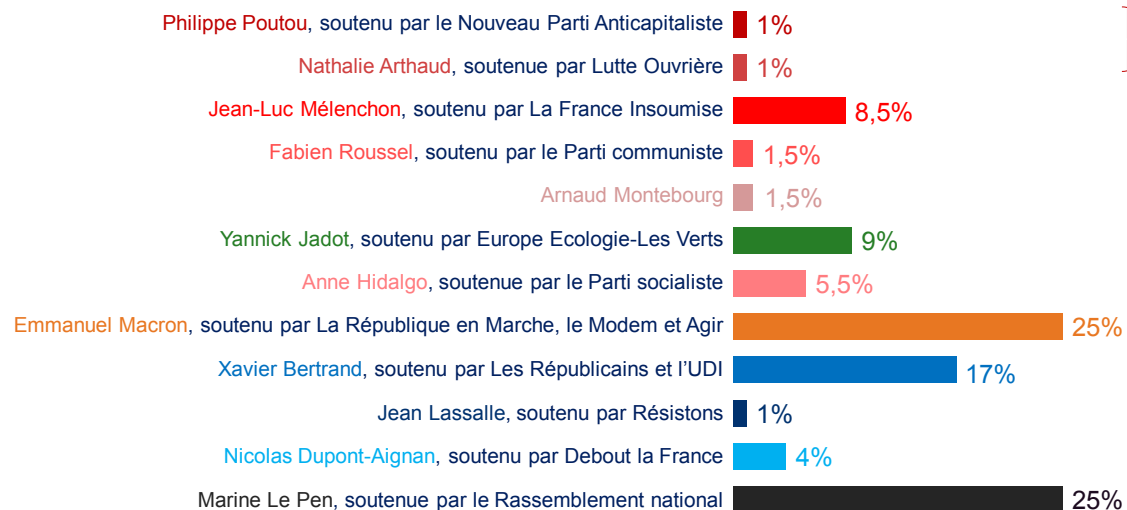 Philippe Poutou, soutenu par le Nouveau Parti Anticapitaliste 1%
Nathalie Arthaud, soutenue par Lutte Ouvrière 1%
Jean-Luc Mélenchon, soutenu par La France Insoumise 8,5%
Fabien Roussel, soutenu par le Parti communiste 1,5%
Arnaud Montebourg 1,5%
Yannick Jadot, soutenu par Europe Ecologie-Les Verts 9%
Anne Hidalgo, soutenue par le Parti socialiste 5,5%
Emmanuel Macron, soutenu par La République en Marche, le Modem et Agir 25%
Xavier Bertrand, soutenu par Les Républicains et l’UDI 17%
Jean Lassalle, soutenu par Résistons 1%
Nicolas Dupont-Aignan, soutenu par Debout la France 4%
Marine Le Pen, soutenue par le Rassemblement national 25%